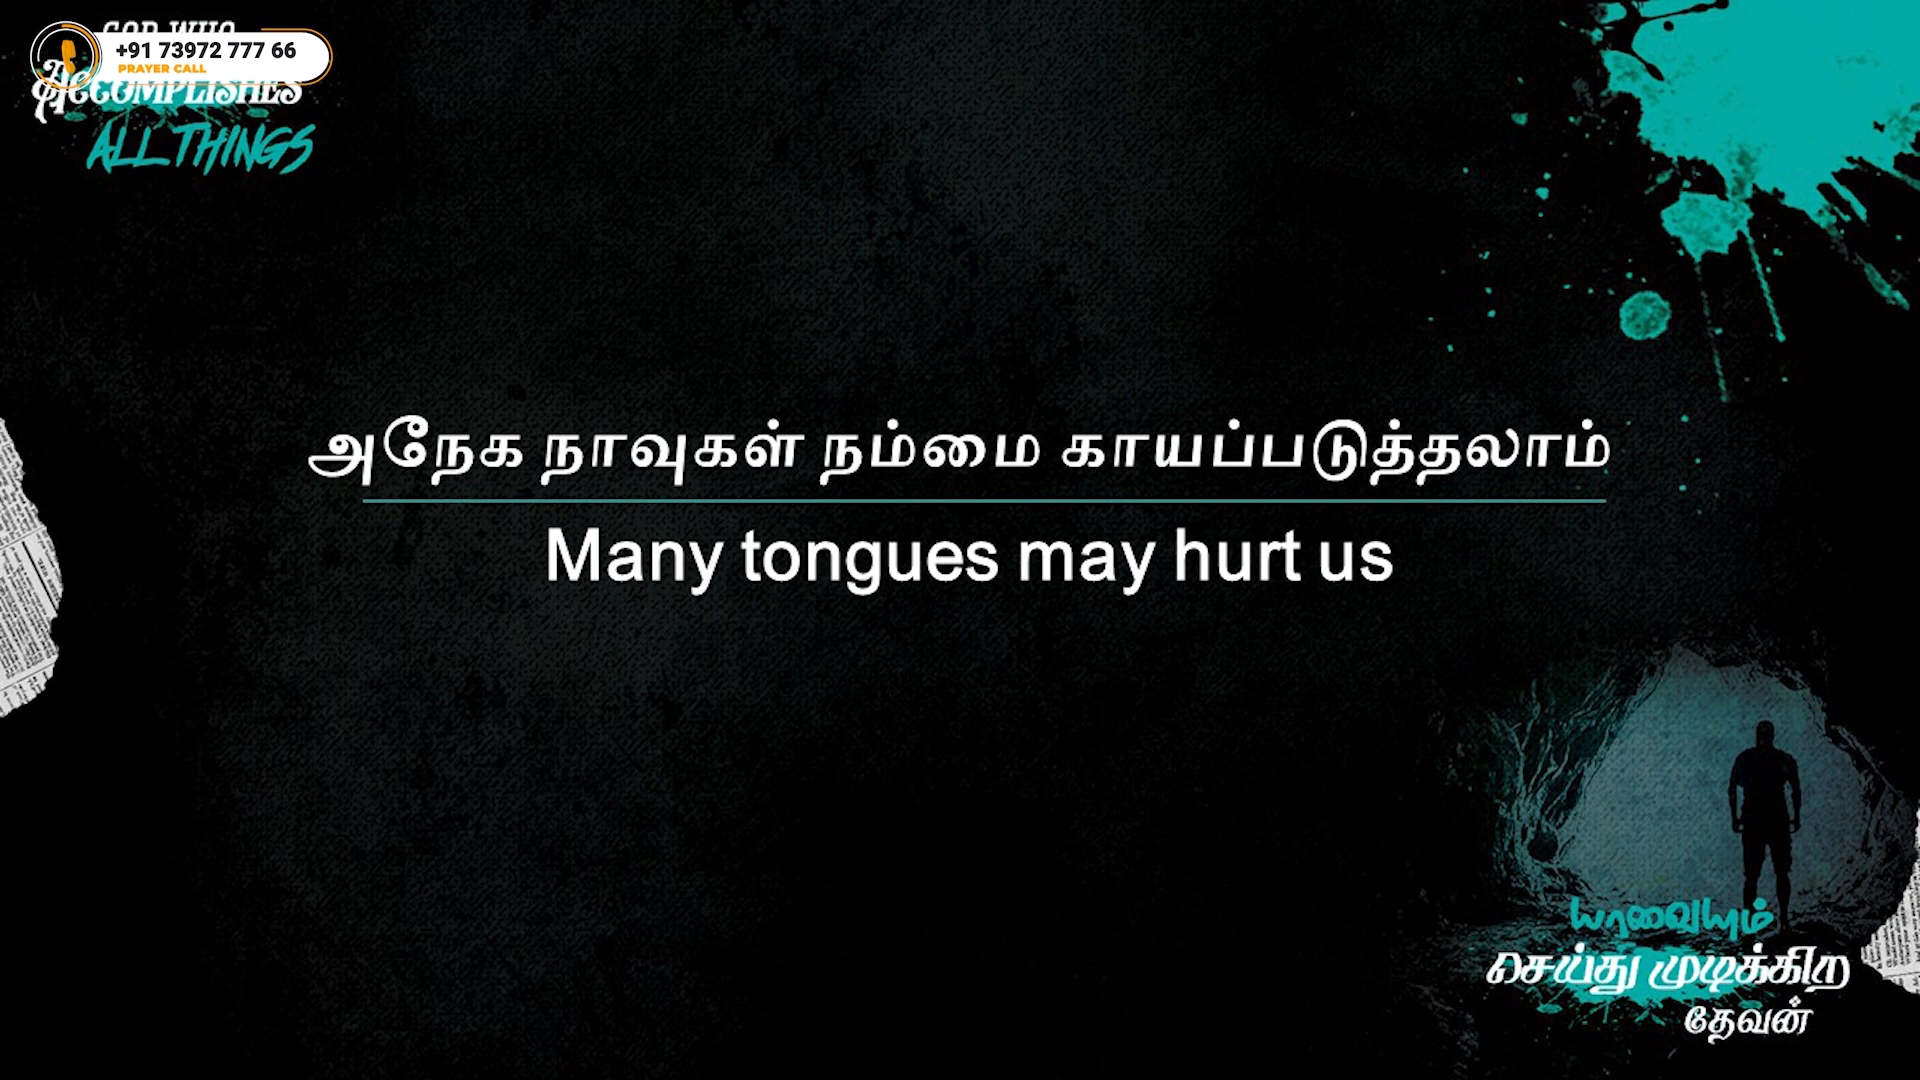 GOD WHO
+91 73972 777 66
PRAYER CALL
ACCOMPLISHES
ALL THINGS
அநேக நாவுகள் நம்மை காயப்படுத்தலாம்
Many tongues may hurt us
யாவையும்
செய்து முடிக்கிற
தேவன்